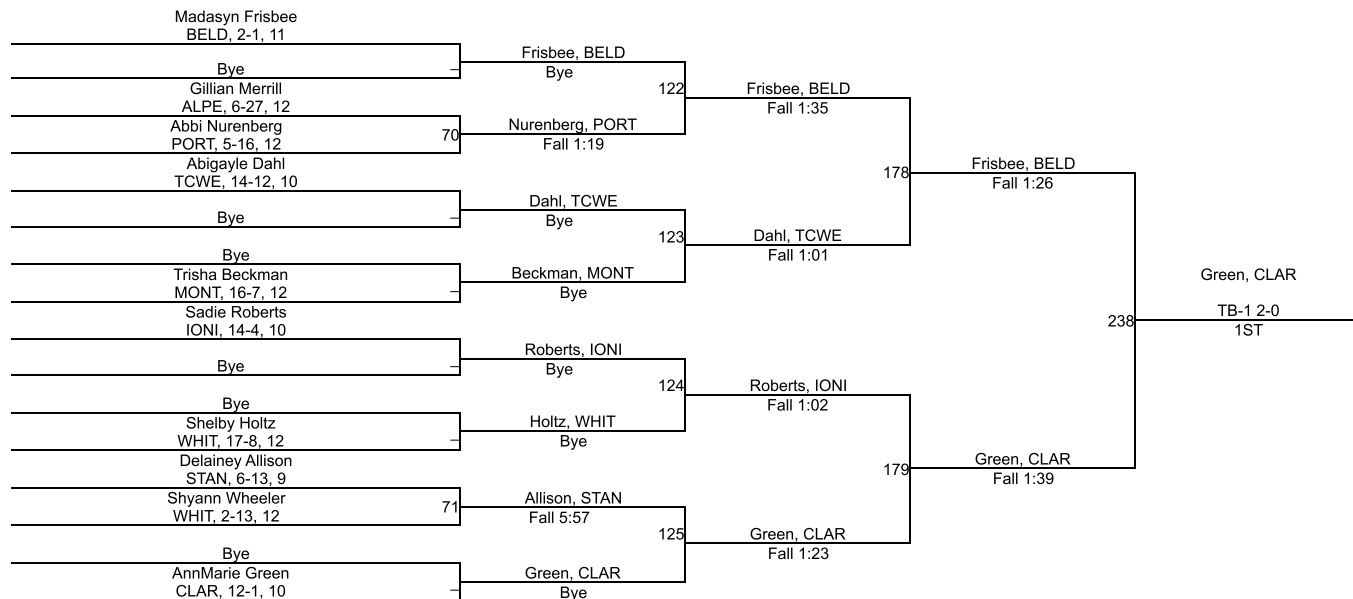 Madasyn Frisbee
BELD, 2-1, 11
Bye
Gillian Merrill
ALPE, 6-27, 12
Abbi Nurenberg
PORT, 5-16, 12
Abigayle Dahl
TCWE, 14-12, 10
Bye
Bye
Trisha Beckman
MONT, 16-7, 12
Sadie Roberts
IONI, 14-4, 10
Bye
Bye
Shelby Holtz
WHIT, 17-8, 12
Delainey Allison
STAN, 6-13, 9
Shyann Wheeler
WHIT, 2-13, 12
Bye
AnnMarie Green
CLAR, 12-1, 10
–
70
–
–
–
–
71
–
Frisbee, BELD
Bye
Nurenberg, PORT
Fall 1:19
Dahl, TCWE
Bye
Beckman, MONT
Bye
Roberts, IONI
Bye
Holtz, WHIT
Bye
Allison, STAN
Fall 5:57
Green, CLAR
Bye
122
123
124
125
Frisbee, BELD
Fall 1:35
Dahl, TCWE
Fall 1:01
Roberts, IONI
Fall 1:02
Green, CLAR
Fall 1:23
178
179
Frisbee, BELD
Fall 1:26
Green, CLAR
Fall 1:39
238
Green, CLAR
TB-1 2-0
1ST